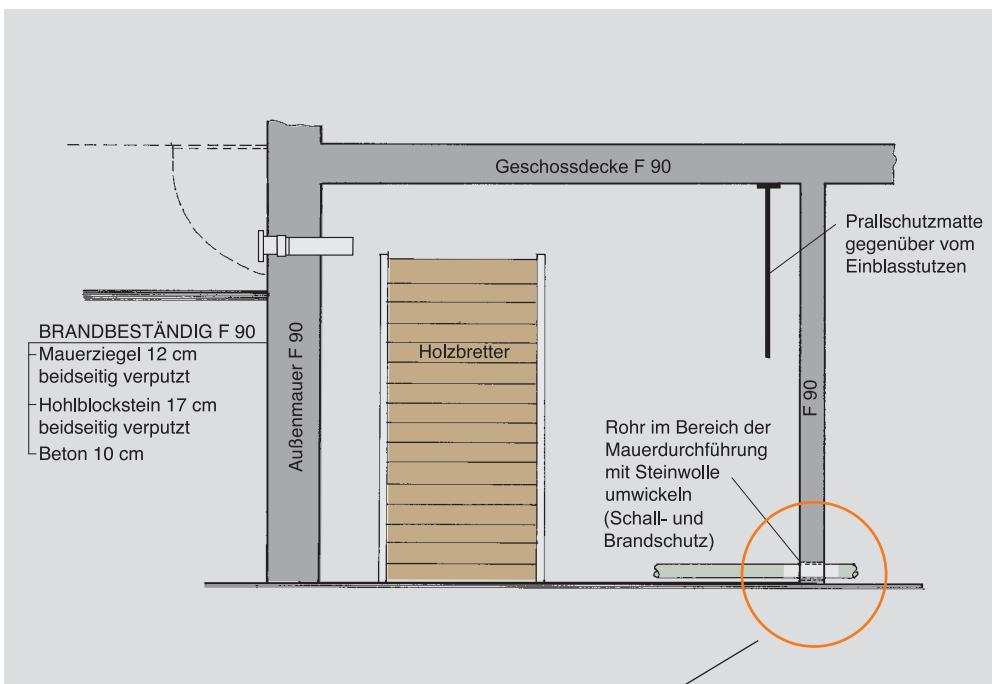 Geschossdecke F 90
Prallschutzmatte
gegenüber vom
Einblasstutzen
BRANDBESTÄNDIG F 90
Mauerziegel 12 cm
beidseitig verputzt
Hohlblockstein 17 cm
beidseitig verputzt
Beton 10 cm
Außenmauer F 90
Holzbretter
F 90
Rohr im Bereich der
Mauerdurchführung
mit Steinwolle
umwickeln
(Schall- und
Brandschutz)